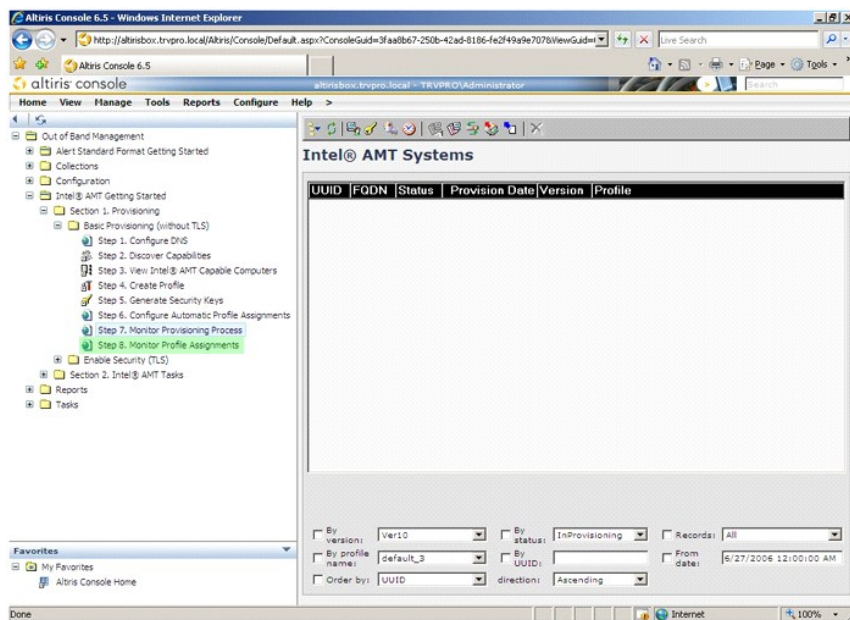 Altiris Console 6.5 - Windows Internet Explorer
http://altirisbox.trvpro.local/Altiris/Console/Default.aspx?ConsoleGuid=3faa8b67-250b-42ad-8186-fe2f49a9e707&ViewGuid=
Live Search
Altiris Console 6.5
Page
Tools
altiris console
altirisbox.trvpro.local - TRVPRO\Administrator
Search
Home View Manage Tools Reports Configure Help >
Out of Band Management
Alert Standard Format Getting Started
Collections
Configuration
Intel® AMT Getting Started
Section 1. Provisioning
Basic Provisioning (without TLS)
Step 1. Configure DNS
Step 2. Discover Capabilities
Step 3. View Intel® AMT Capable Computers
Step 4. Create Profile
Step 5. Generate Security Keys
Step 6. Configure Automatic Profile Assignments
Step 7. Monitor Provisioning Process
Step 8. Monitor Profile Assignments
Enable Security (TLS)
Section 2. Intel® AMT Tasks
Reports
Tasks
Favorites
My Favorites
Altiris Console Home
Intel® AMT Systems
UUID FQDN Status Provision Date Version Profile
By version: Ver10 By status: InProvisioning Records: All
By profile name: default_3 By UUID: From date: 6/27/2006 12:00:00 AM
Order by: UUID direction: Ascending
Done Internet 100%